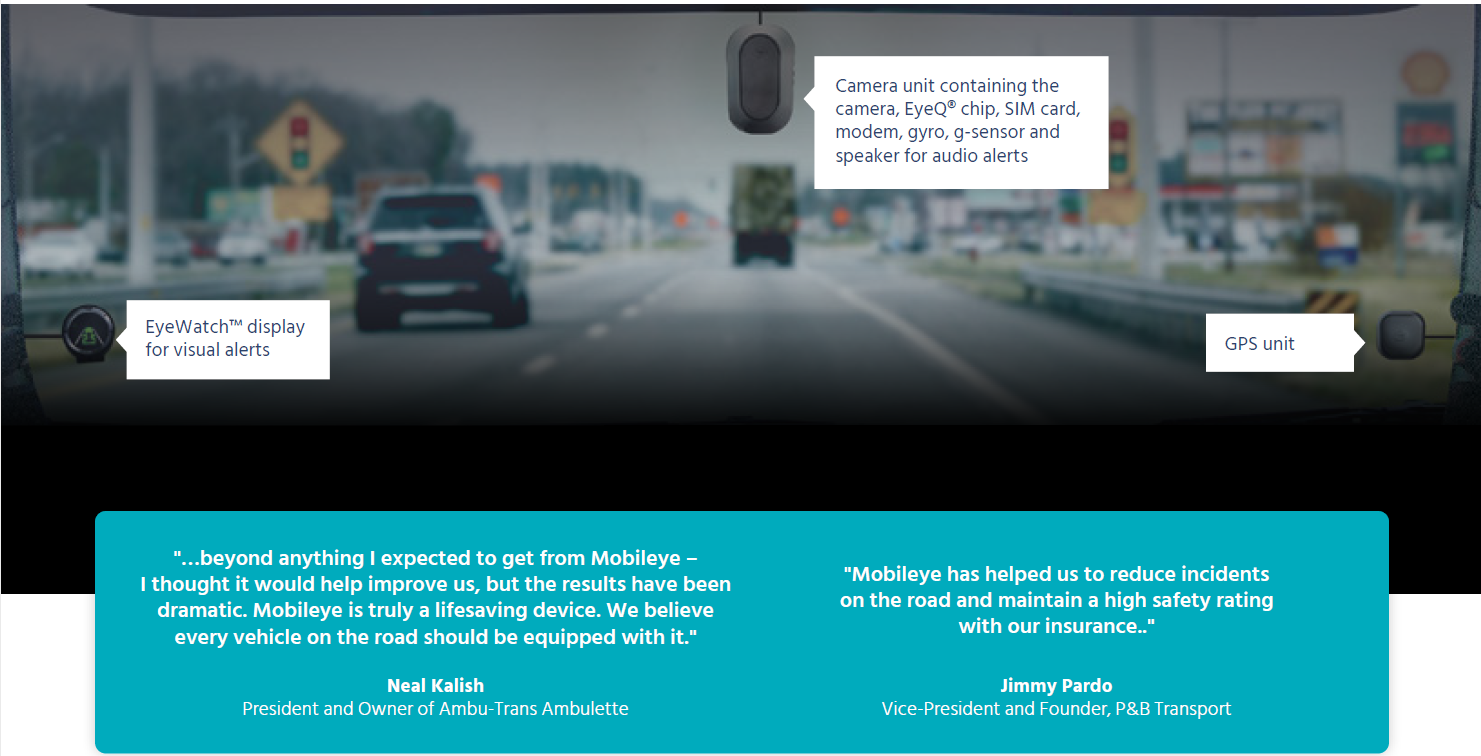 Camera unit containing the
camera, EyeQ® chip, SIM card,
modem, gyro, g-sensor and
speaker for audio alerts
EyeWatch™ display
for visual alerts
GPS unit
"...beyond anything I expected to get from Mobileye –
I thought it would help improve us, but the results have been
dramatic. Mobileye is truly a lifesaving device. We believe
every vehicle on the road should be equipped with it."
Neal Kalish
President and Owner of Ambu-Trans Ambulette
"Mobileye has helped us to reduce incidents
on the road and maintain a high safety rating
with our insurance.."
Jimmy Pardo
Vice-President and Founder, P&B Transport